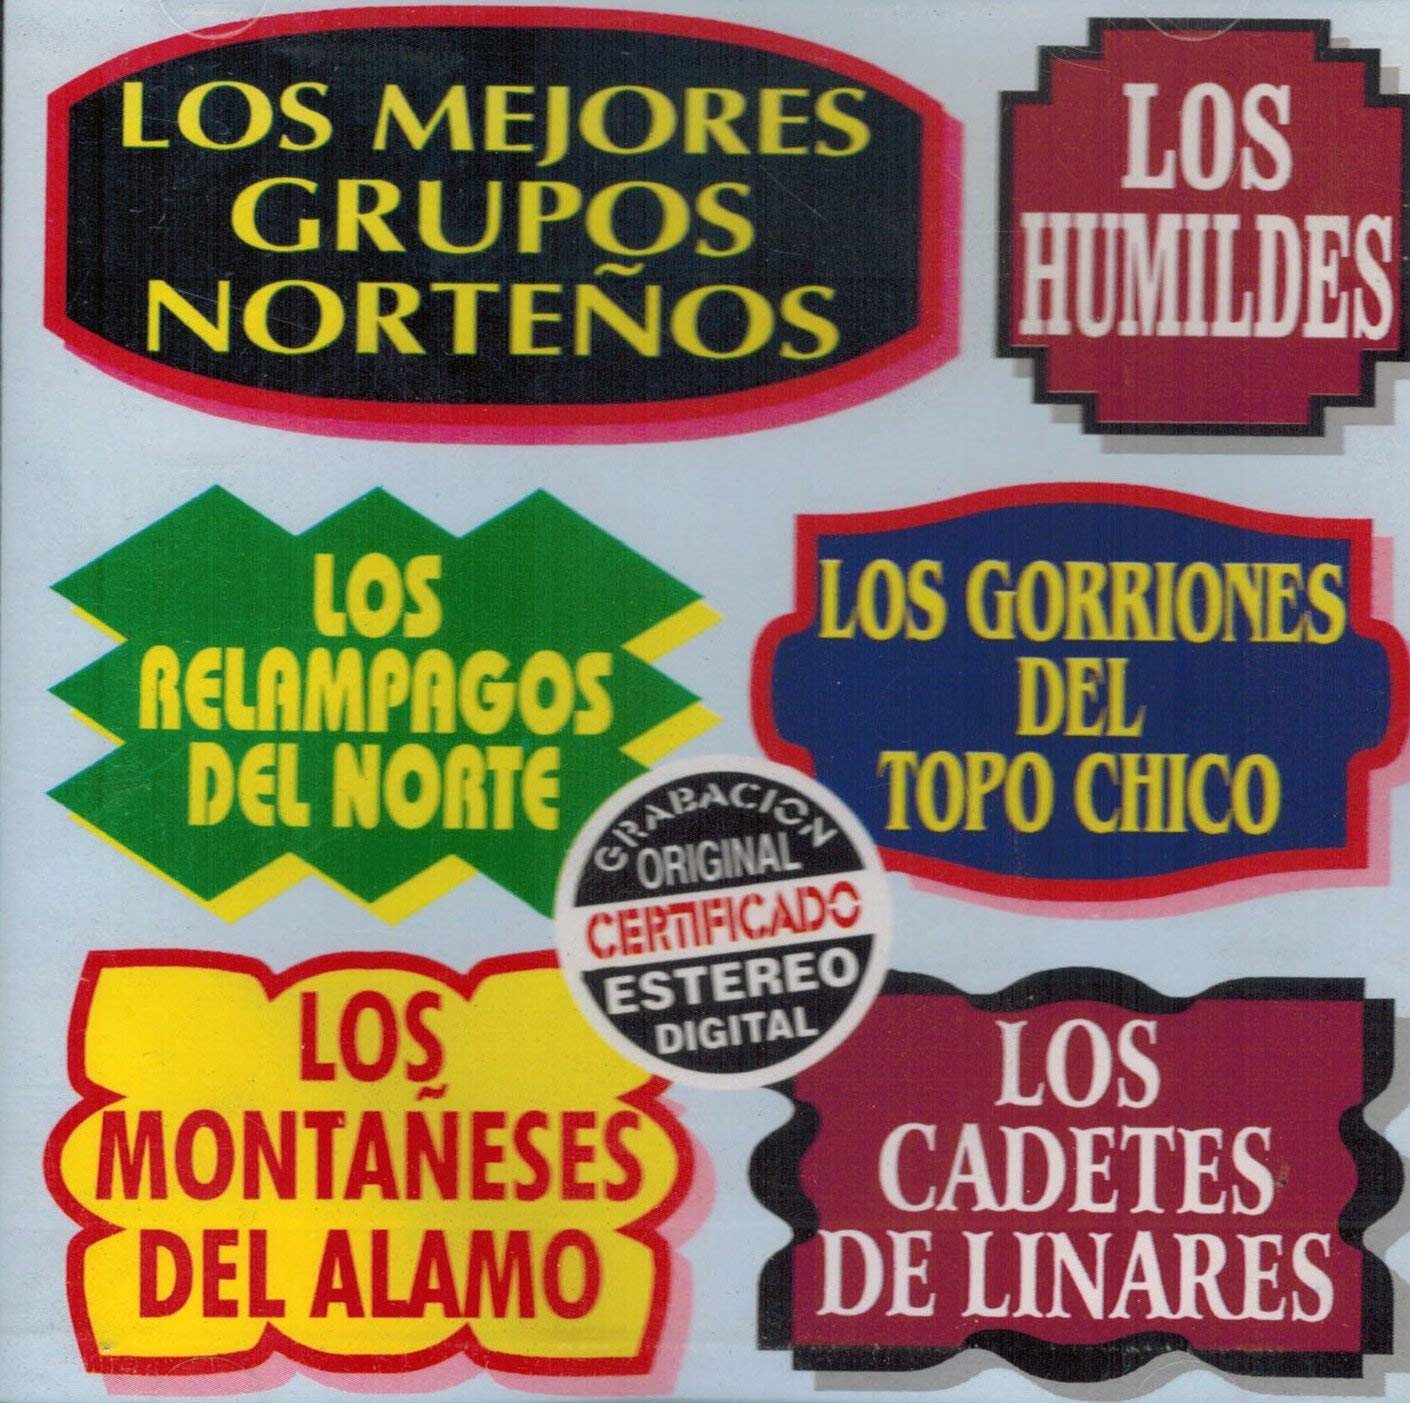 LOS MEJORES
GRUPOS
NORTEÑOS
LOS
HUMILDES
LOS
RELAMPAGOS
DEL NORTE
LOS GORRIONES
DEL
TOPO CHICO
GRABACION
ORIGINAL
CERTIFICADO
ESTEREO
DIGITAL
LOS
MONTAÑESES
DEL ALAMO
LOS
CADETES
DE LINARES